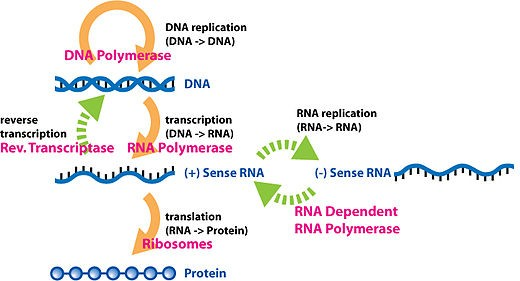 DNA replication
(DNA -> DNA)
DNA Polymerase
DNA
transcription
(DNA -> RNA)
RNA Polymerase
reverse
transcription
Rev. Transcriptase
RNA replication
(RNA-> RNA)
(+) Sense RNA
(-) Sense RNA
RNA Dependent
RNA Polymerase
translation
(RNA -> Protein)
Ribosomes
Protein